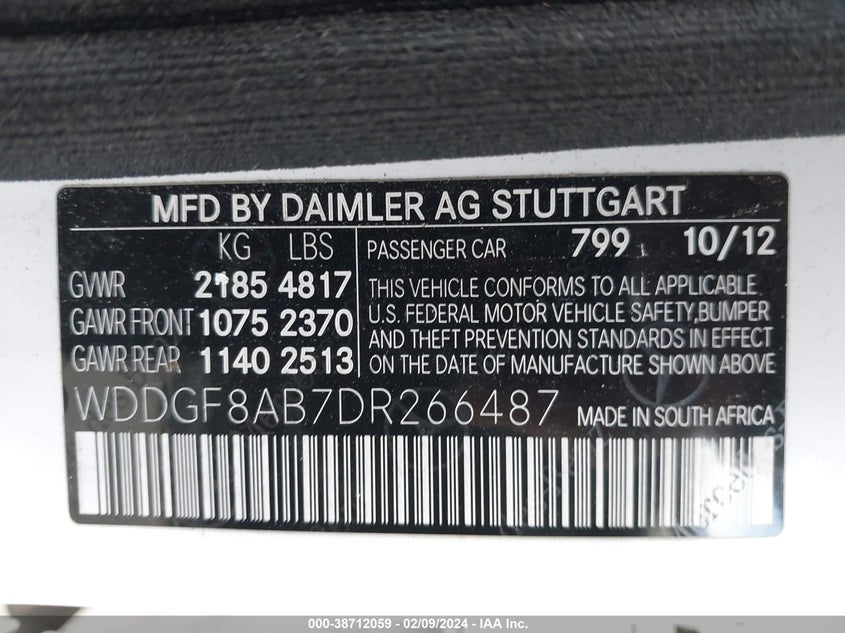 MFD BY DAIMLER AG STUTTGART
KG LBS PASSENGER CAR 799 10/12
GVWR 2185 4817 THIS VEHICLE CONFORMS TO ALL APPLICABLE
GAWR FRONT 1075 2370 U.S. FEDERAL MOTOR VEHICLE SAFETY,BUMPER
GAWR REAR 1140 2513 AND THEFT PREVENTION STANDARDS IN EFFECT
ON THE DATE OF MANUFACTURE SHOWN ABOVE
WDDGF8AB7DR266487 MADE IN SOUTH AFRICA
000-38712059 - 02/09/2024 - IAA Inc.